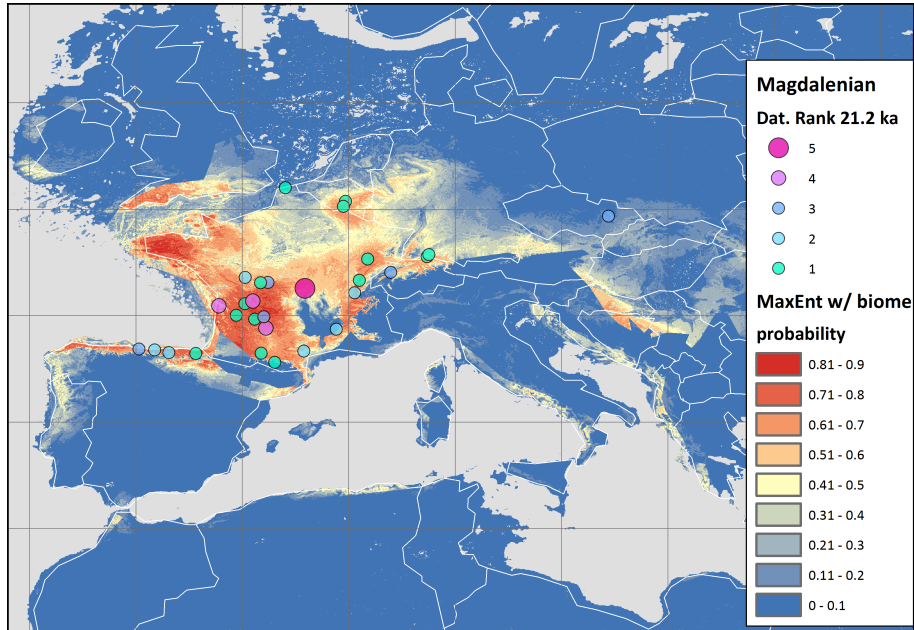 Magdalenian
Dat. Rank 21.2 ka
5
4
3
2
1
MaxEnt w/ biome
probability
0.81 - 0.9
0.71 - 0.8
0.61 - 0.7
0.51 - 0.6
0.41 - 0.5
0.31 - 0.4
0.21 - 0.3
0.11 - 0.2
0 - 0.1